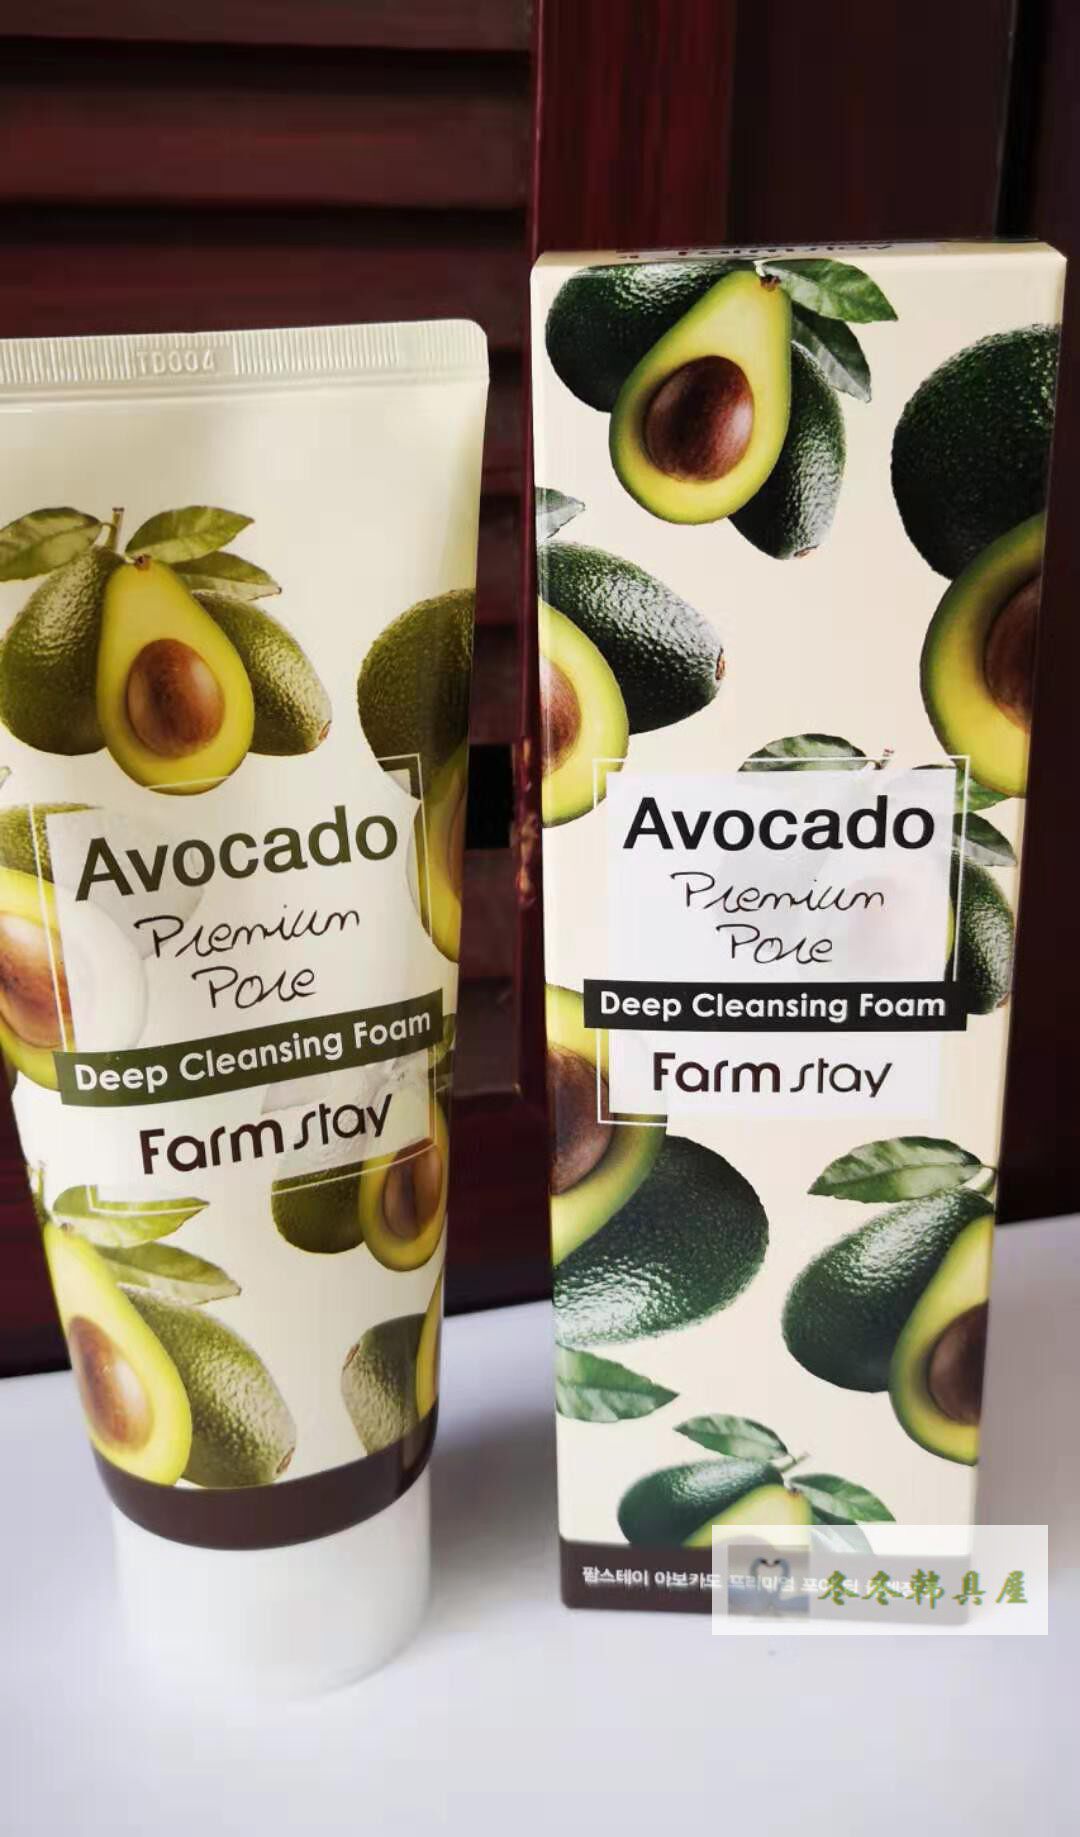 TD004
Avocado
Premium
Pore
Deep Cleansing Foam
Farm stay
Avocado
Premium
Pore
Deep Cleansing Foam
Farm stay
팜스테이 아보카도 프리미엄
冬冬韩具屋